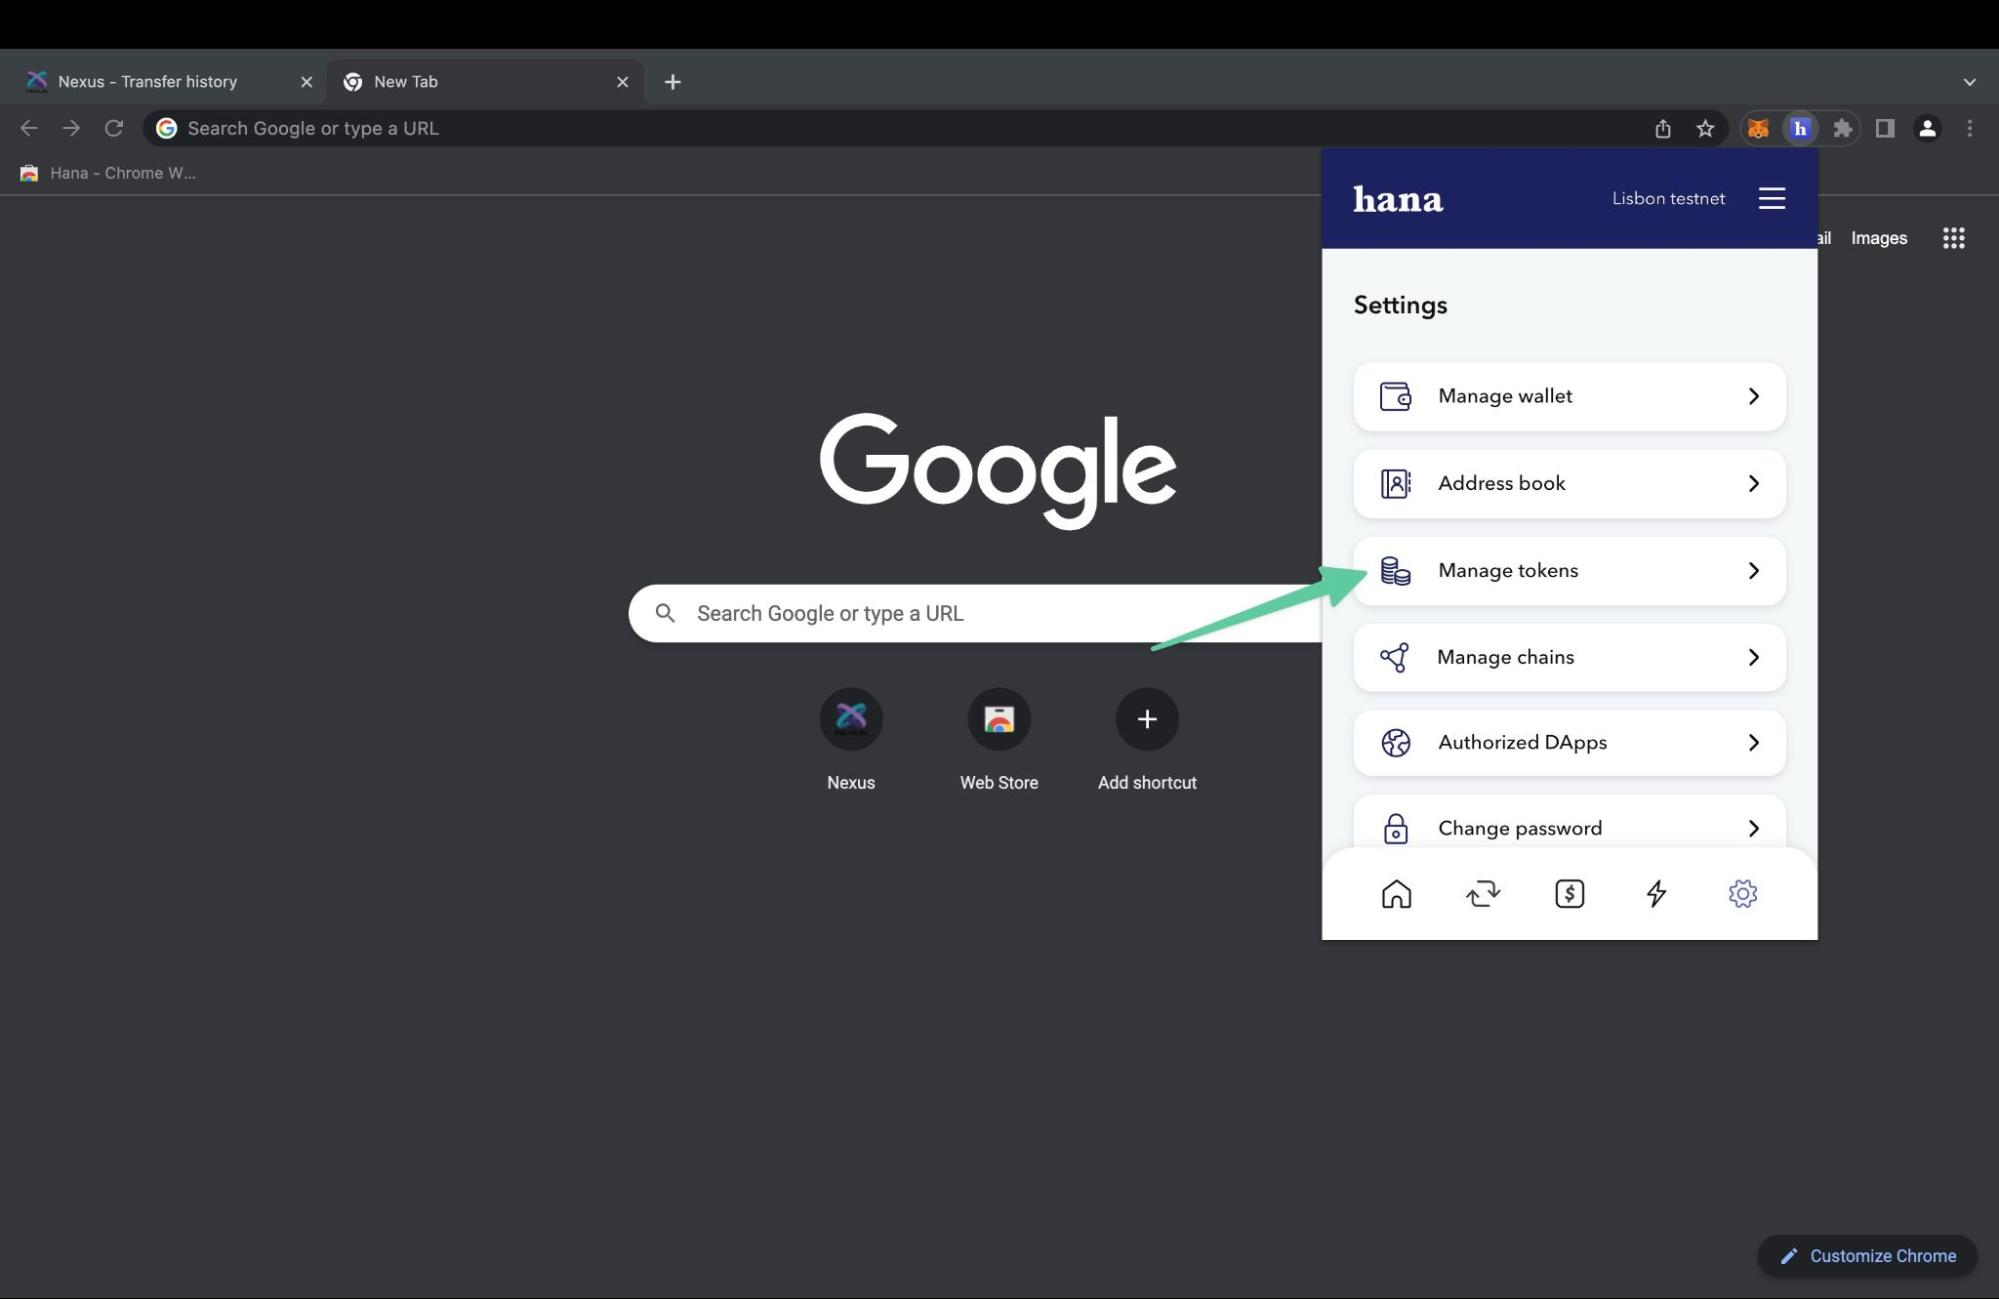 Nexus - Transfer history
New Tab
Search Google or type a URL
Hana - Chrome W...
hana
Lisbon testnet
ail
Images
Settings
Manage wallet
Address book
Manage tokens
Manage chains
Authorized DApps
Change password
Google
Search Google or type a URL
Nexus
Web Store
Add shortcut
Customize Chrome